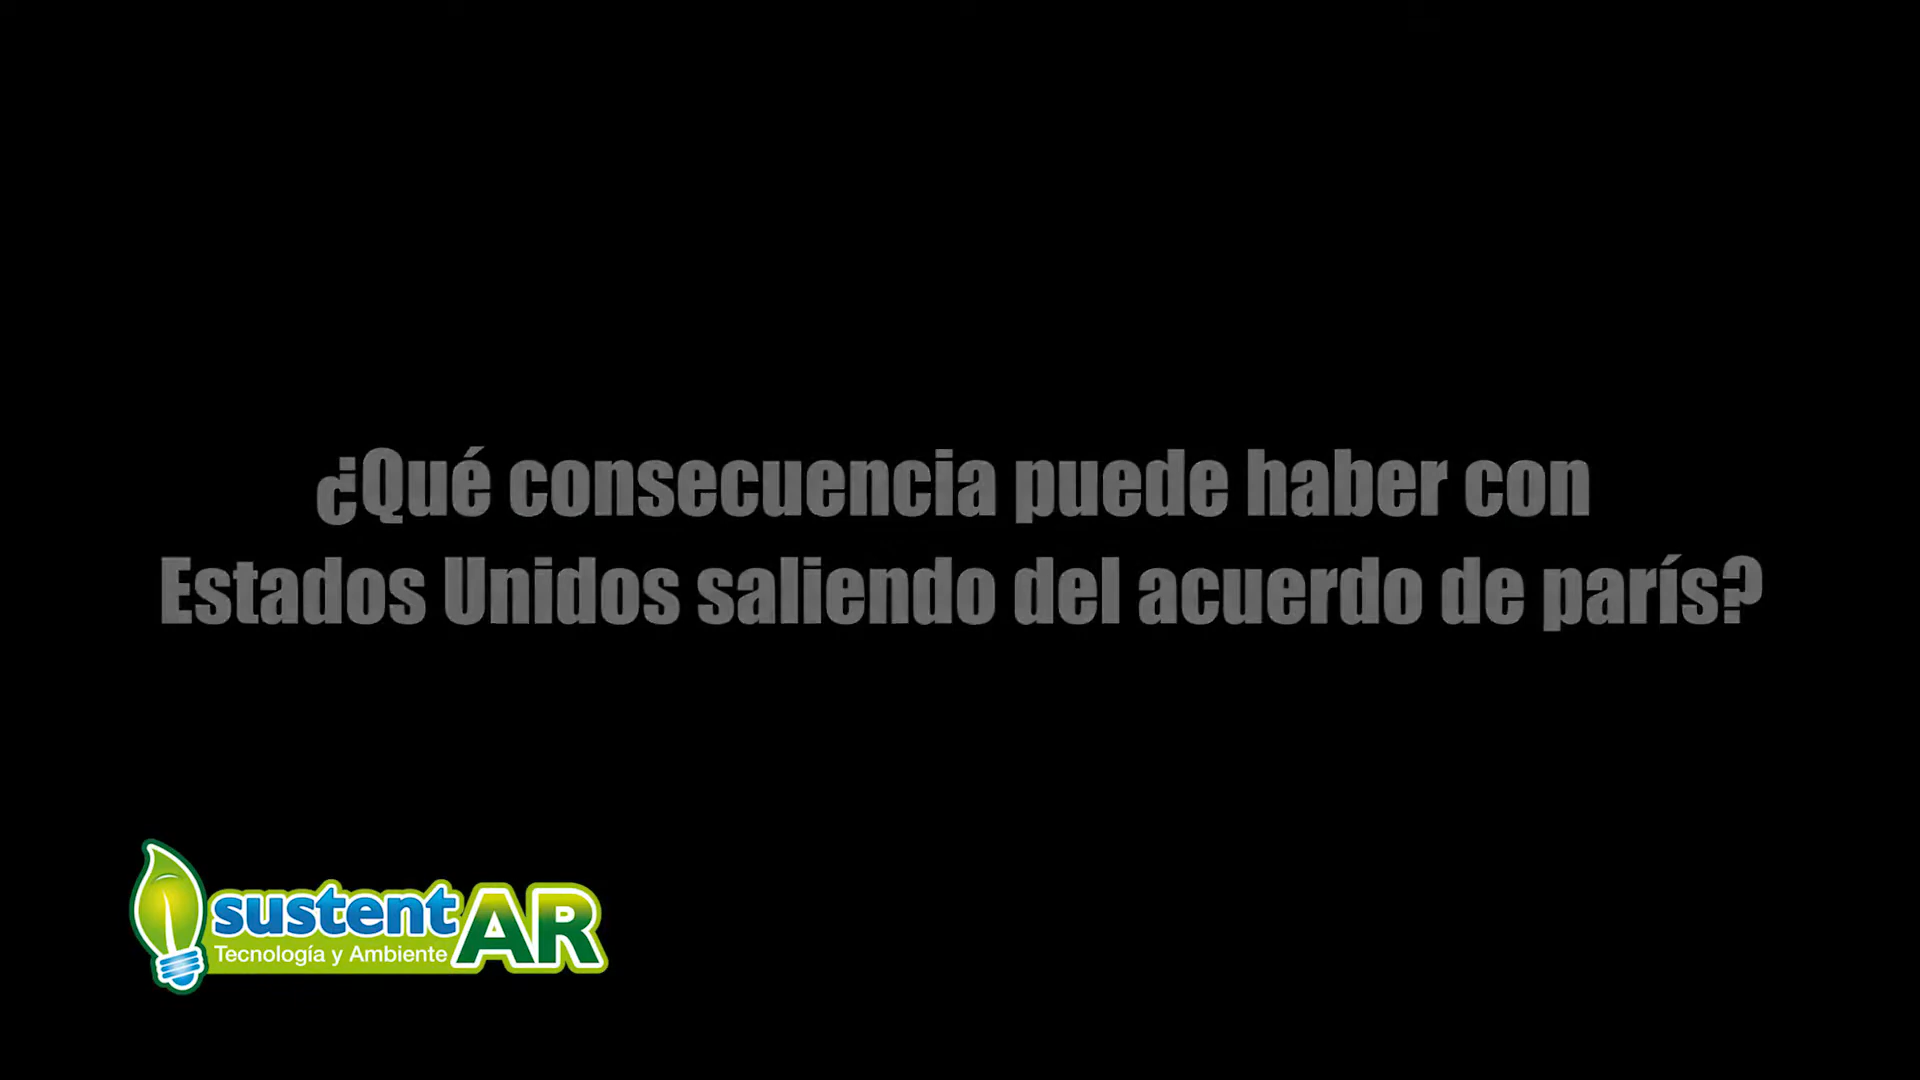 ¿Qué consecuencia puede haber con
Estados Unidos saliendo del acuerdo de parís?
sustentAR
Tecnología y Ambiente